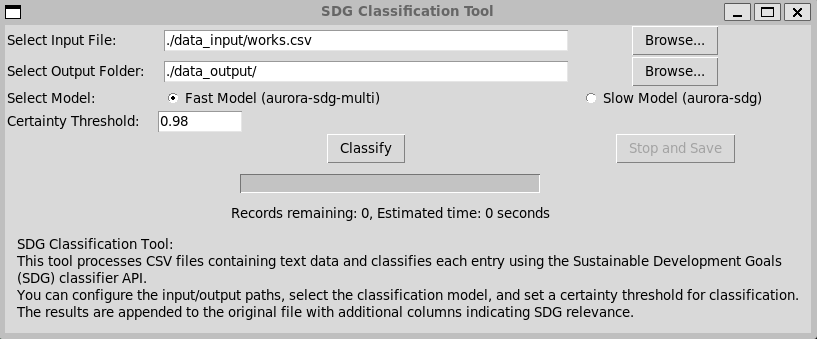 SDG Classification Tool
Select Input File: ./data_input/works.csv Browse...
Select Output Folder: ./data_output/ Browse...
Select Model: Fast Model (aurora-sdg-multi) Slow Model (aurora-sdg)
Certainty Threshold: 0.98
Classify Stop and Save
Records remaining: 0, Estimated time: 0 seconds
SDG Classification Tool:
This tool processes CSV files containing text data and classifies each entry using the Sustainable Development Goals
(SDG) classifier API.
You can configure the input/output paths, select the classification model, and set a certainty threshold for classification.
The results are appended to the original file with additional columns indicating SDG relevance.